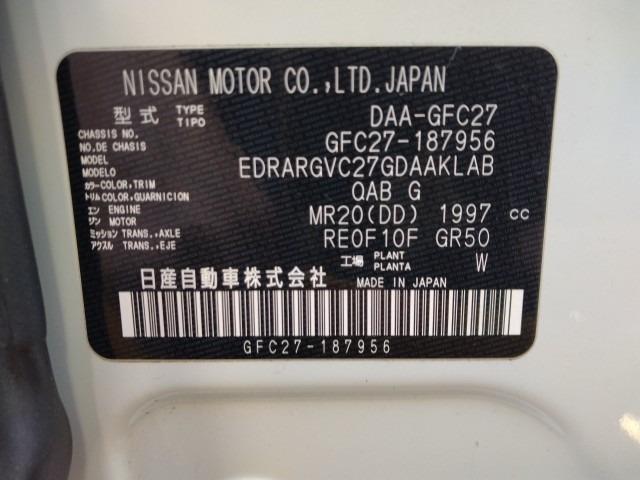 NISSAN MOTOR CO.,LTD.JAPAN
型式 TYPE TIPO DAA-GFC27
CHASSIS NO. NO.DE CHASSIS GFC27-187956
MODEL MODELO EDRARGVC27GDAAKLAB
カラー COLOR,TRIM トリム COLOR,GUARNICION QAB G
エン ENGINE ジン MOTOR MR20(DD) 1997 cc
ミッション TRANS.,AXLE アクスル TRANS.,EJE RE0F10F GR50
工場 PLANT PLANTA W
日産自動車株式会社 MADE IN JAPAN
GFC27-187956